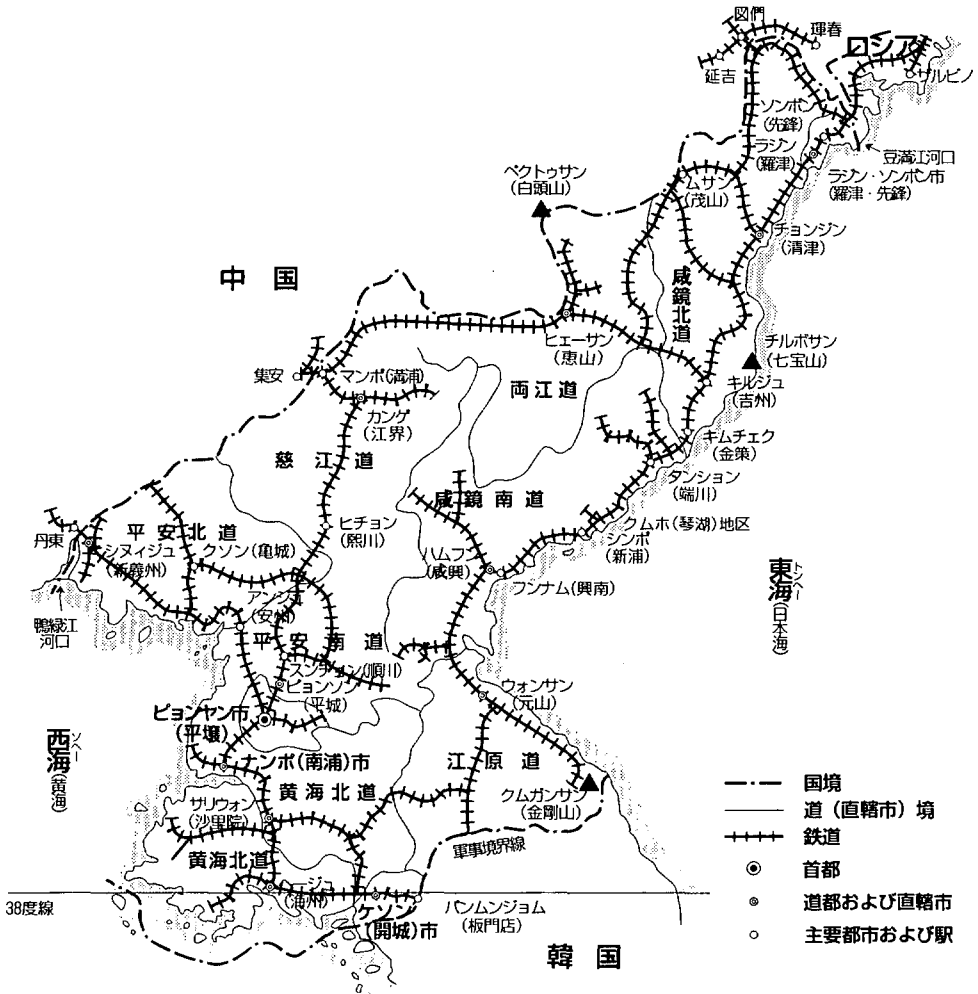 図們
琿春
ロシア
延吉
ザルビノ
ソンボン
(先鋒)
豆満江河口
ラジン
(羅津)
ラジン・ソンボン市
(羅津・先鋒)
ペクトゥサン
(白頭山)
ムサン
(茂山)
チョンジン
(清津)
中国
咸鏡北道
ヒェーサン
(恵山)
チルボサン
(七宝山)
集安
マンポ(満浦)
両江道
キルジュ
(吉州)
カンゲ
(江界)
キムチェク
(金策)
慈江道
タンション
(端川)
咸鏡南道
クムホ(琴湖)地区
シンポ
(新浦)
ヒチョン
(熙川)
平安北道
丹東
シヌィジュ
(新義州)
クソン(亀城)
ハムフン
(咸興)
フンナム(興南)
トンヘー
東海
(日本海)
アンジュ
(安州)
鴨緑江
河口
平安南道
スンチョン(順川)
ピョンソン
(平城)
ウォンサン
(元山)
ピョンヤン市
(平壌)
ソヘー
西海
(黄海)
ナンポ(南浦)市
江原道
黄海北道
クムガンサン
(金剛山)
サリウォン
(沙里院)
軍事境界線
黄海北道
38度線
パンムンジョム
(板門店)
(開城)市
韓国
国境
道(直轄市)境
鉄道
首都
道都および直轄市
主要都市および駅